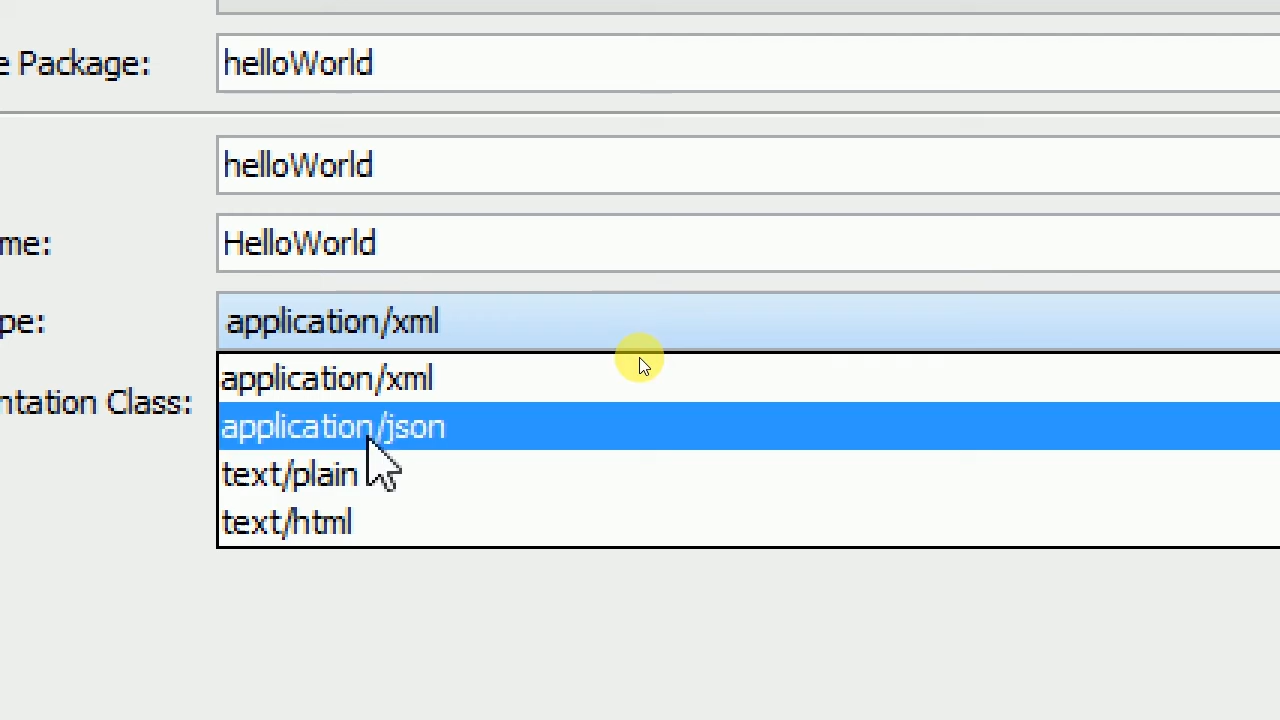 e Package: helloWorld
helloWorld
me: HelloWorld
pe: application/xml
application/xml
ntation Class:
application/json
text/plain
text/html